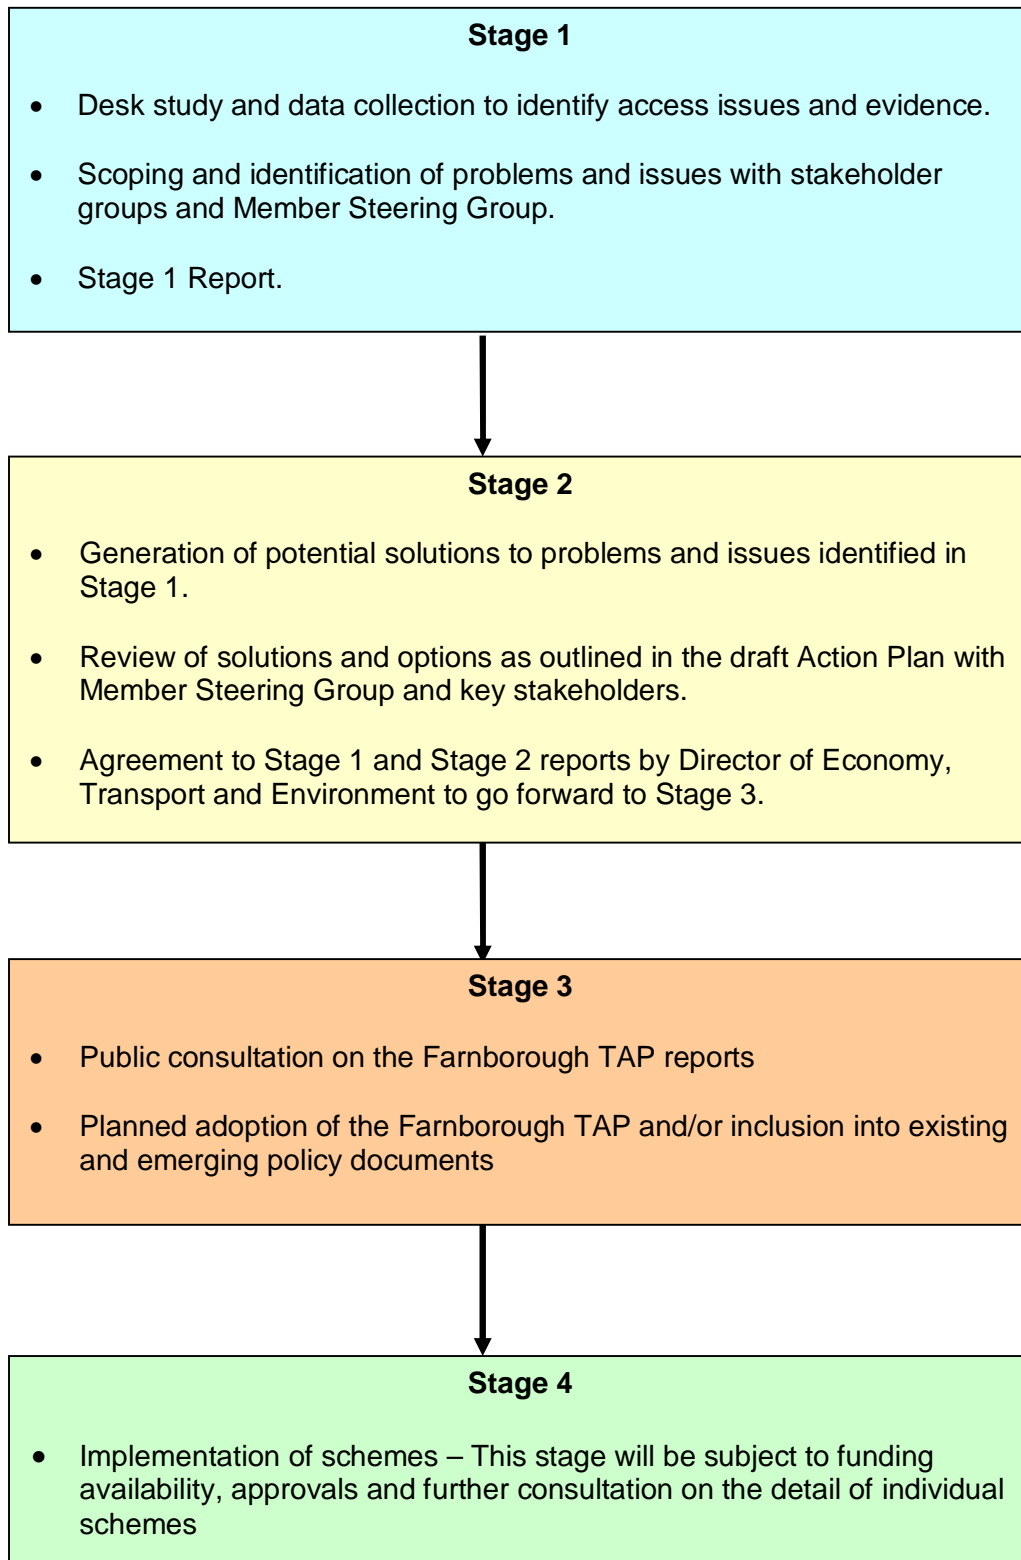 Stage 1
• Desk study and data collection to identify access issues and evidence.
• Scoping and identification of problems and issues with stakeholder
groups and Member Steering Group.
• Stage 1 Report.
Stage 2
• Generation of potential solutions to problems and issues identified in
Stage 1.
• Review of solutions and options as outlined in the draft Action Plan with
Member Steering Group and key stakeholders.
• Agreement to Stage 1 and Stage 2 reports by Director of Economy,
Transport and Environment to go forward to Stage 3.
Stage 3
• Public consultation on the Farnborough TAP reports
• Planned adoption of the Farnborough TAP and/or inclusion into existing
and emerging policy documents
Stage 4
• Implementation of schemes – This stage will be subject to funding
availability, approvals and further consultation on the detail of individual
schemes